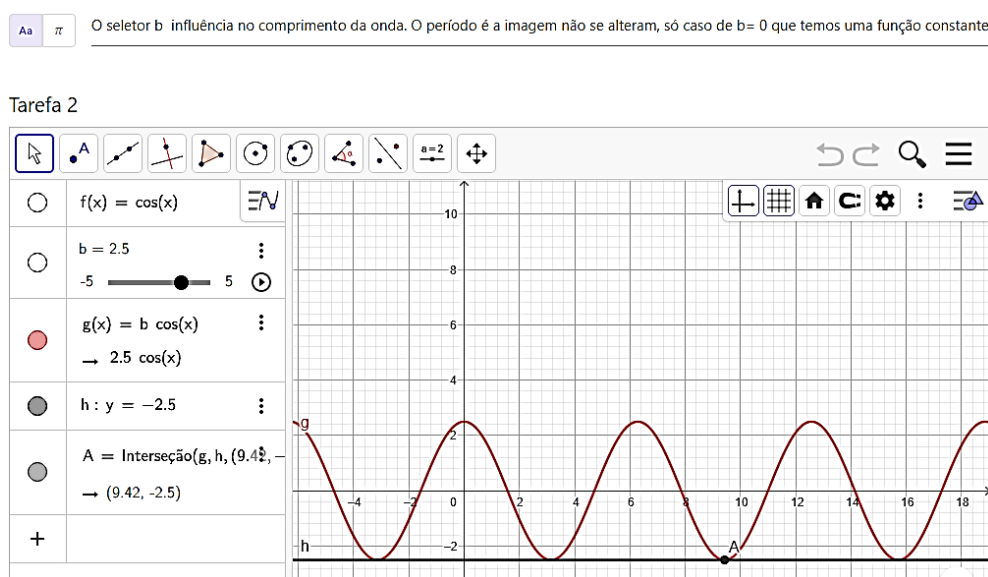 Aa π O seletor b influência no comprimento da onda. O período é a imagem não se alteram, só caso de b= 0 que temos uma função constante
Tarefa 2
A
a=2
f(x) = cos(x)
b = 2.5
-5 5
g(x) = b cos(x)
→ 2.5 cos(x)
h : y = −2.5
A = Interseção(g, h, (9.42, −
→ (9.42, -2.5)
+
10
8
6
4
g
2
−4 −2 0 2 4 6 8 10 12 14 16 18
h −2 A